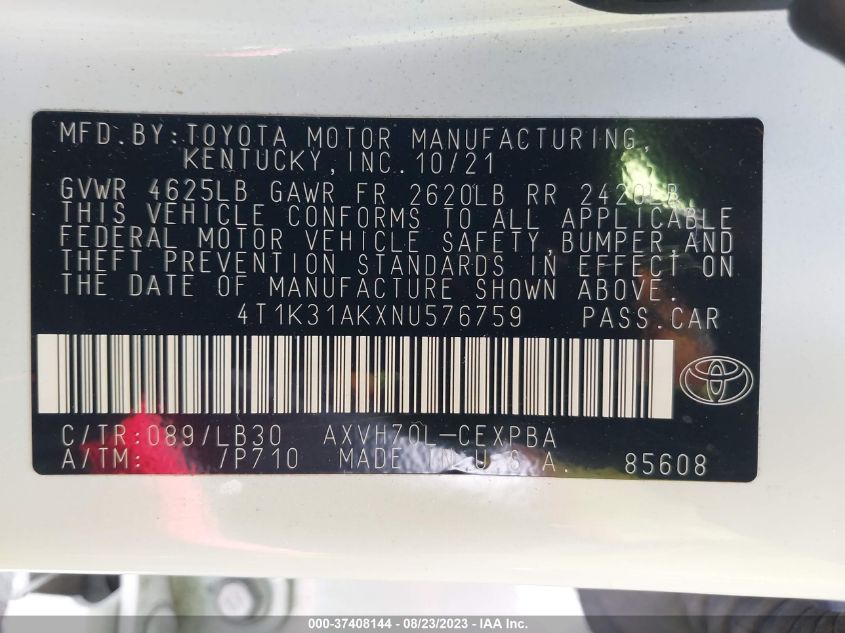 MFD.BY:TOYOTA MOTOR MANUFACTURING,
KENTUCKY,INC.10/21
GVWR 4625LB GAWR FR 2620LB RR 2420LB
THIS VEHICLE CONFORMS TO ALL APPLICABLE
FEDERAL MOTOR VEHICLE SAFETY,BUMPER,AND
THEFT PREVENTION STANDARDS IN EFFECT ON
THE DATE OF MANUFACTURE SHOWN ABOVE.
4T1K31AKXNU576759 PASS.CAR
C/TR:089/LB30 AXVH70L-CEXPBA
A/TM: /P710 MADE IN U.S.A. 85608
000-37408144 - 08/23/2023 - IAA Inc.